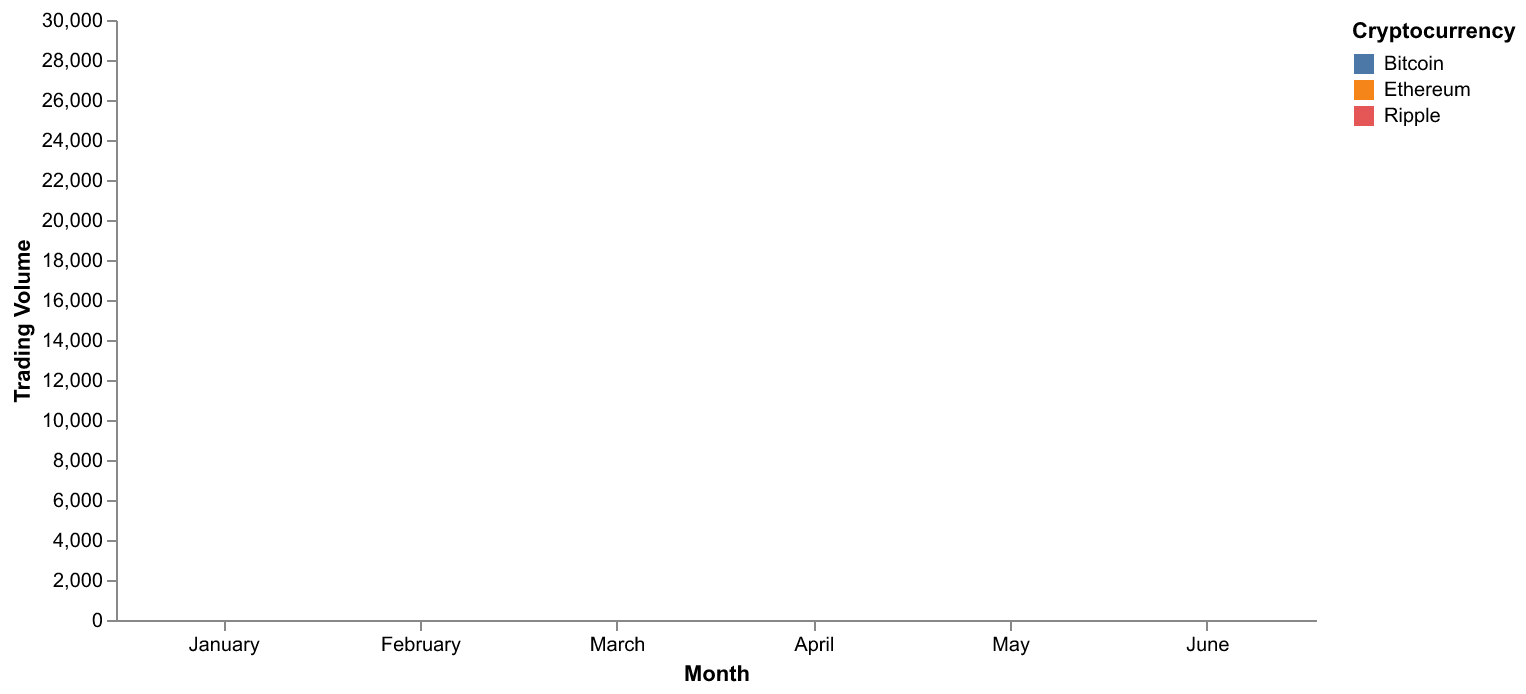 30,000
28,000
26,000
24,000
22,000
20,000
18,000
16,000
14,000
12,000
10,000
8,000
6,000
4,000
2,000
0
Trading Volume
January February March April May June
Month
Cryptocurrency
Bitcoin
Ethereum
Ripple